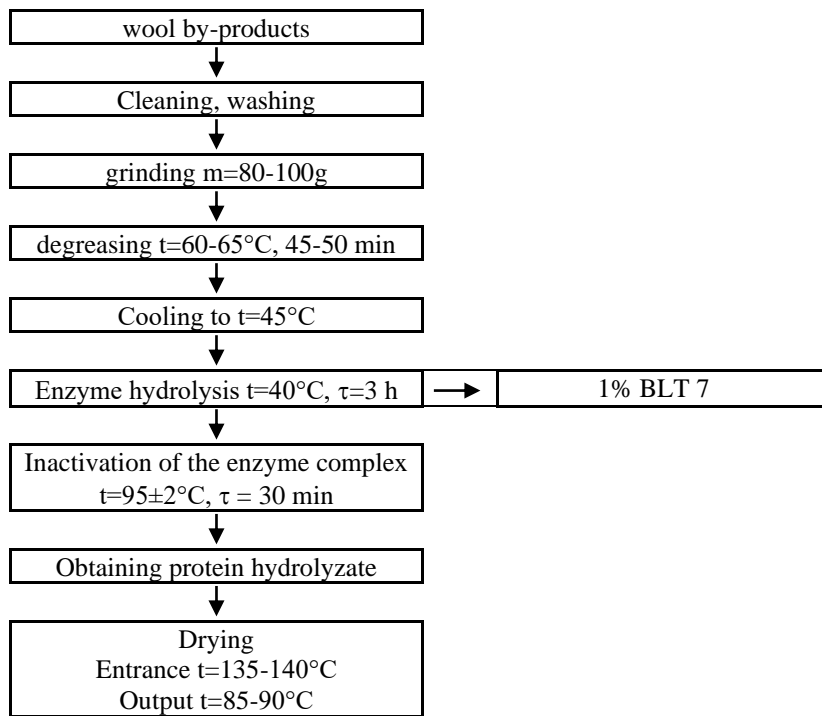 wool by-products
Cleaning, washing
grinding m=80-100g
degreasing t=60-65°C, 45-50 min
Cooling to t=45°C
Enzyme hydrolysis t=40°C, τ=3 h
1% BLT 7
Inactivation of the enzyme complex
t=95±2°C, τ = 30 min
Obtaining protein hydrolyzate
Drying
Entrance t=135-140°C
Output t=85-90°C